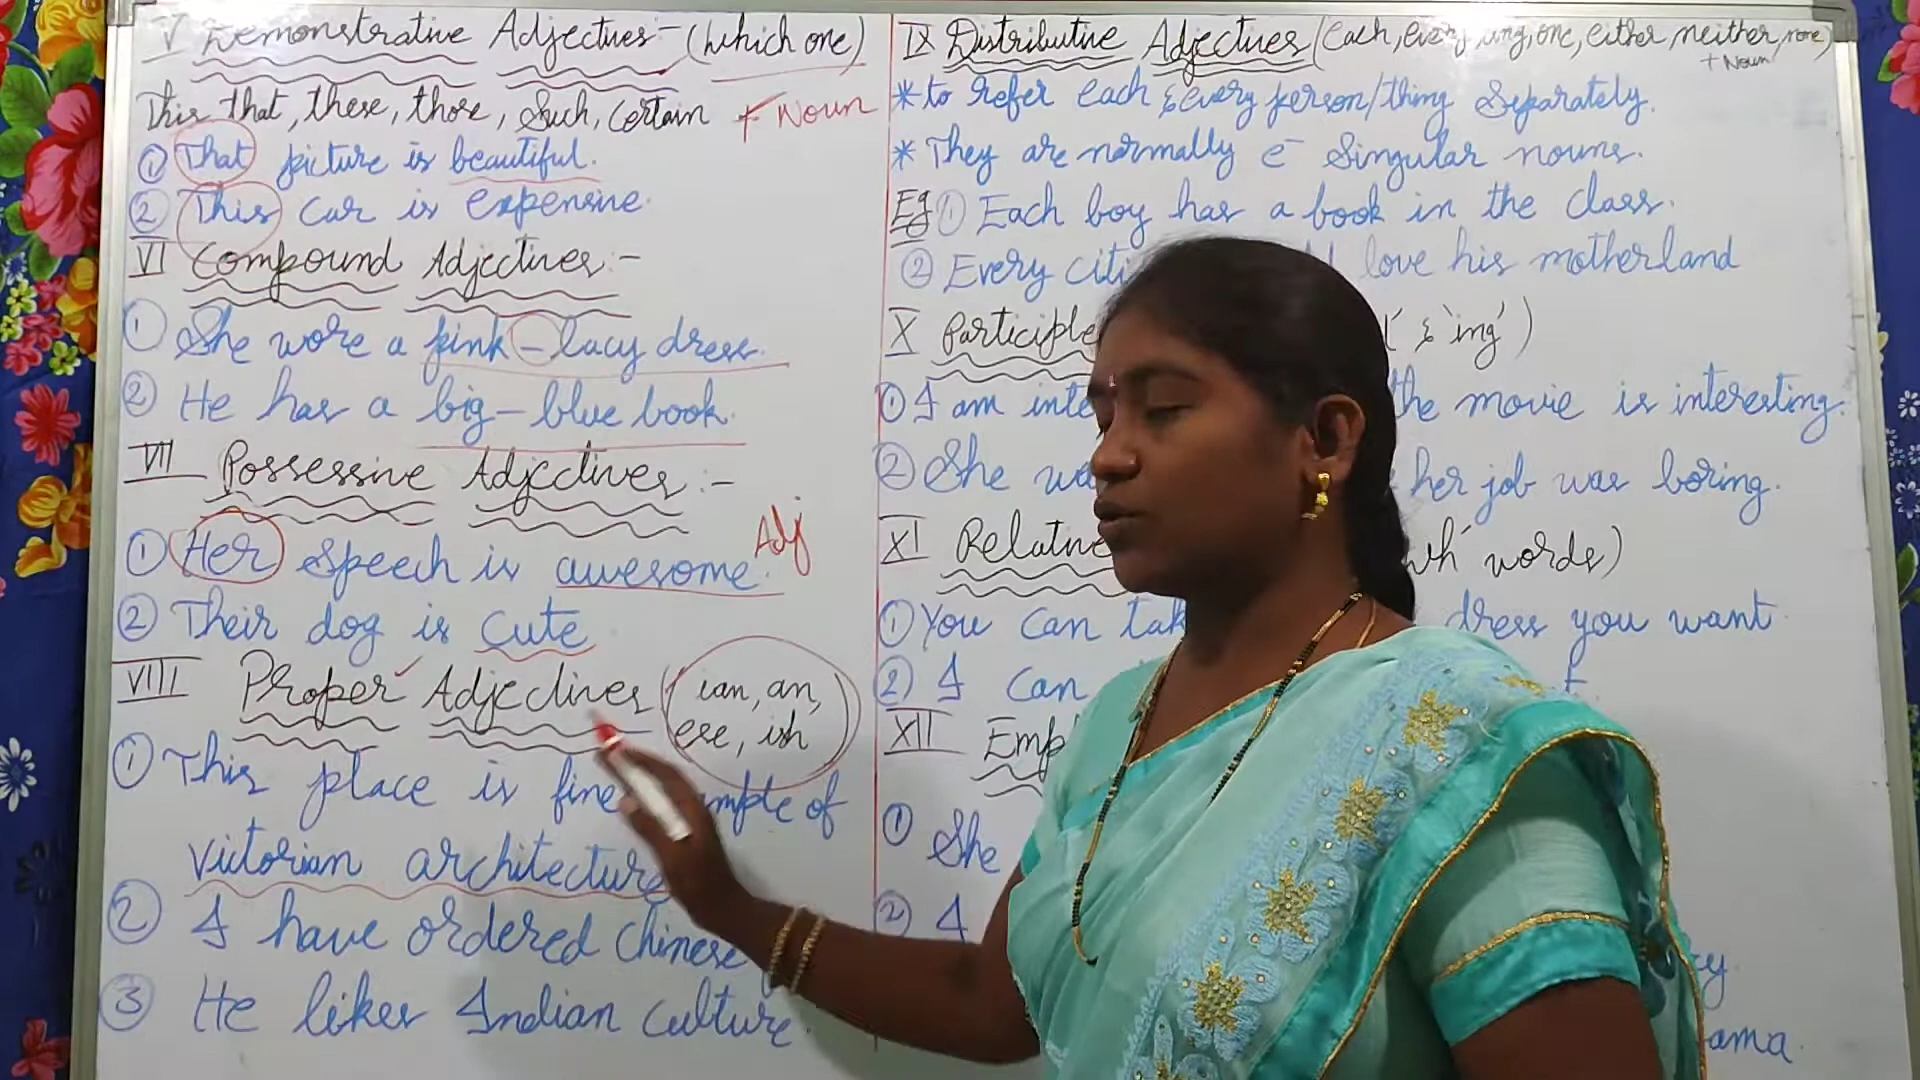 V Demonstrative Adjectives :- (which one)
This, that, these, those, Such, Certain + Noun
① That picture is beautiful.
② This car is expensive.
VI Compound Adjectives :-
① She wore a pink-lacy dress.
② He has a big-blue book.
VII Possessive Adjectives :-
① Her speech is awesome. Adj
② Their dog is cute
VIII Proper Adjectives (ian, an,
ese, ish)
① This place is fine of
victorian architecture
② I have ordered chinese
③ He likes Indian culture.
IX Distributive Adjectives (each, every, any, one, either, neither, none)
+ Noun
* to refer each & every person/thing Separately.
* They are normally c̄ Singular nouns.
Eg ① Each boy has a book in the class.
② Every love his motherland
X Participle & 'ing')
① I am the movie is interesting.
② She her job was boring.
XI Relative words)
① You can dress you want
② I can
XII
① She
② I